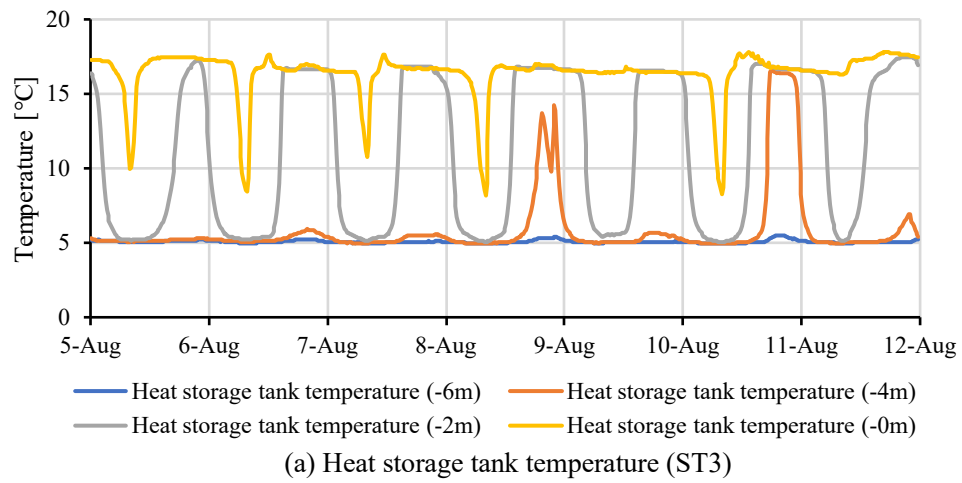 20
15
10
5
0
Temperature [°C]
5-Aug 6-Aug 7-Aug 8-Aug 9-Aug 10-Aug 11-Aug 12-Aug
Heat storage tank temperature (-6m) Heat storage tank temperature (-4m)
Heat storage tank temperature (-2m) Heat storage tank temperature (-0m)
(a) Heat storage tank temperature (ST3)